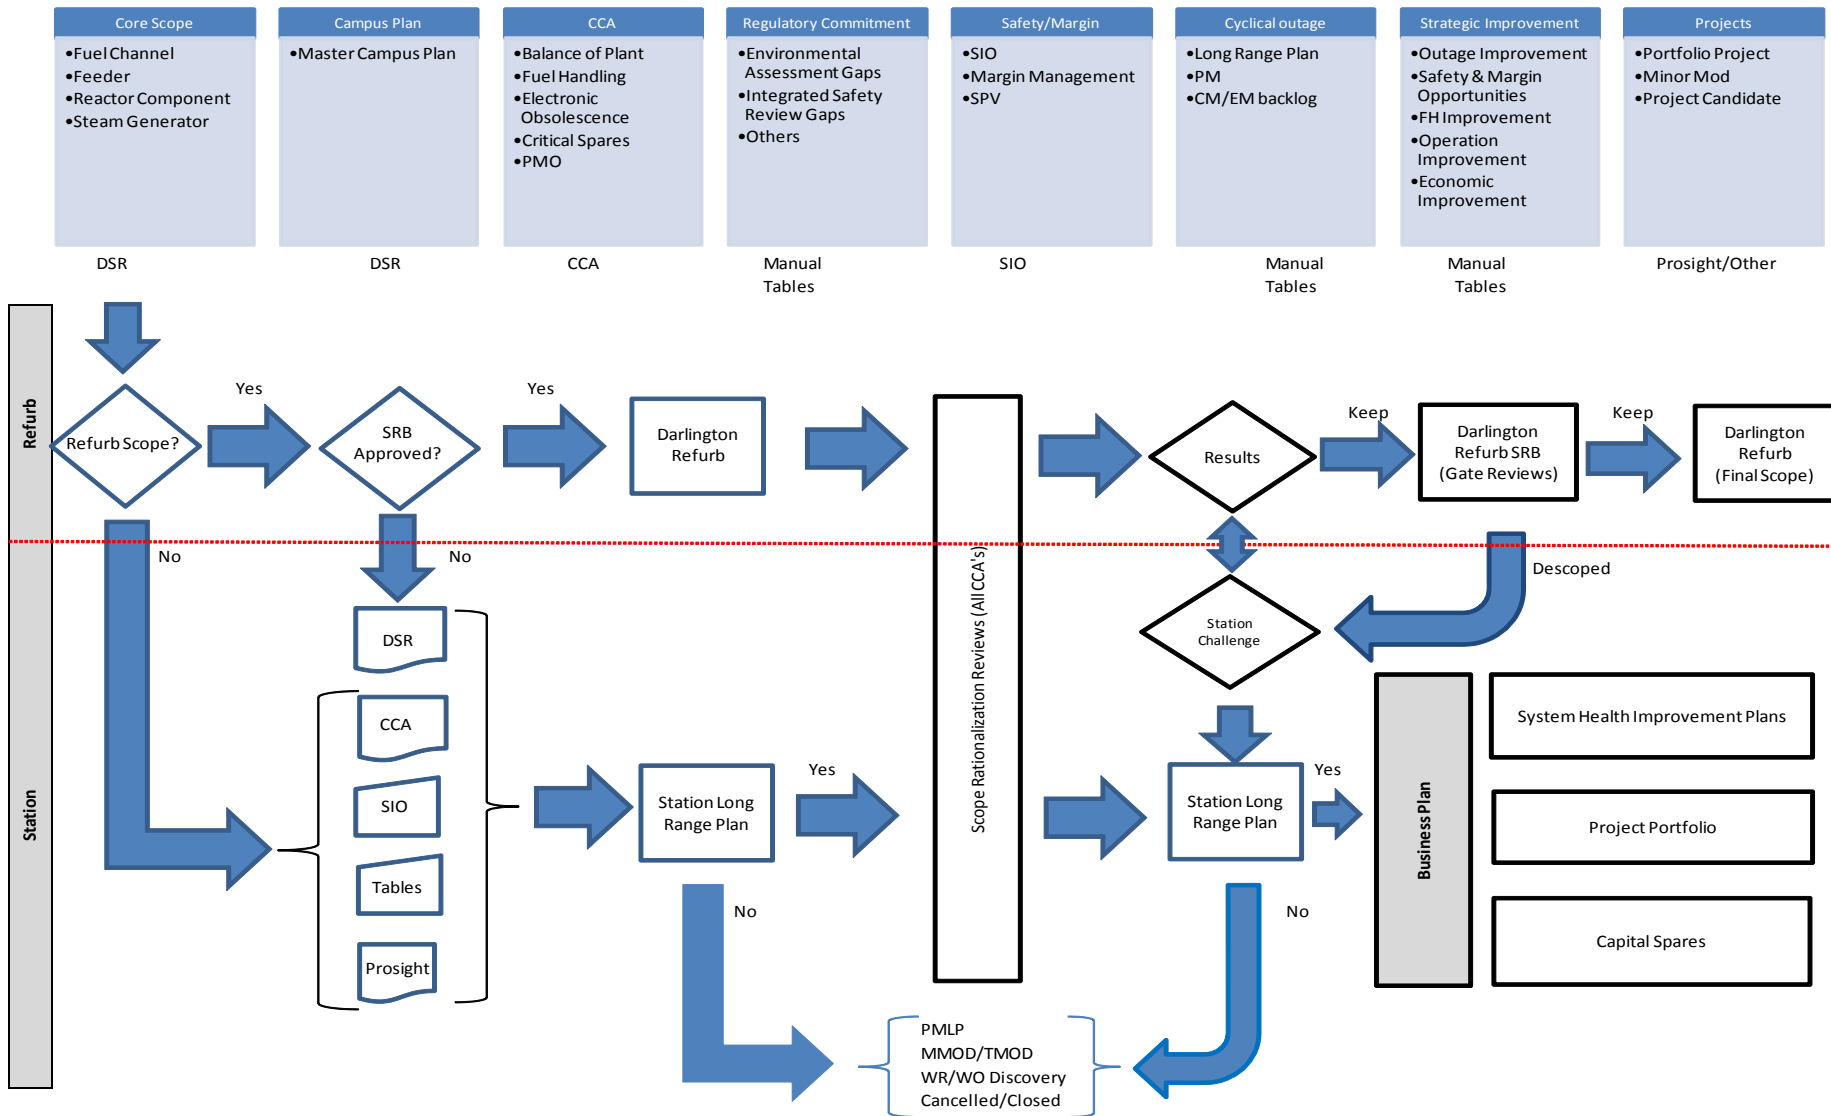 Core Scope
•Fuel Channel
•Feeder
•Reactor Component
•Steam Generator
DSR
Campus Plan
•Master Campus Plan
DSR
CCA
•Balance of Plant
•Fuel Handling
•Electronic
Obsolescence
•Critical Spares
•PMO
CCA
Regulatory Commitment
•Environmental
Assessment Gaps
•Integrated Safety
Review Gaps
•Others
Manual
Tables
Safety/Margin
•SIO
•Margin Management
•SPV
SIO
Cyclical outage
•Long Range Plan
•PM
•CM/EM backlog
Manual
Tables
Strategic Improvement
•Outage Improvement
•Safety & Margin
Opportunities
•FH Improvement
•Operation
Improvement
•Economic
Improvement
Manual
Tables
Projects
•Portfolio Project
•Minor Mod
•Project Candidate
Prosight/Other
Refurb
Refurb Scope?
Yes
SRB
Approved?
Yes
Darlington
Refurb
Scope Rationalization Reviews (All CCA's)
Results
Keep
Darlington
Refurb SRB
(Gate Reviews)
Keep
Darlington
Refurb
(Final Scope)
No
No
Descoped
Station
DSR
CCA
SIO
Tables
Prosight
Station Long
Range Plan
Yes
No
Station
Challenge
Station Long
Range Plan
Yes
No
Business Plan
System Health Improvement Plans
Project Portfolio
Capital Spares
PMLP
MMOD/TMOD
WR/WO Discovery
Cancelled/Closed